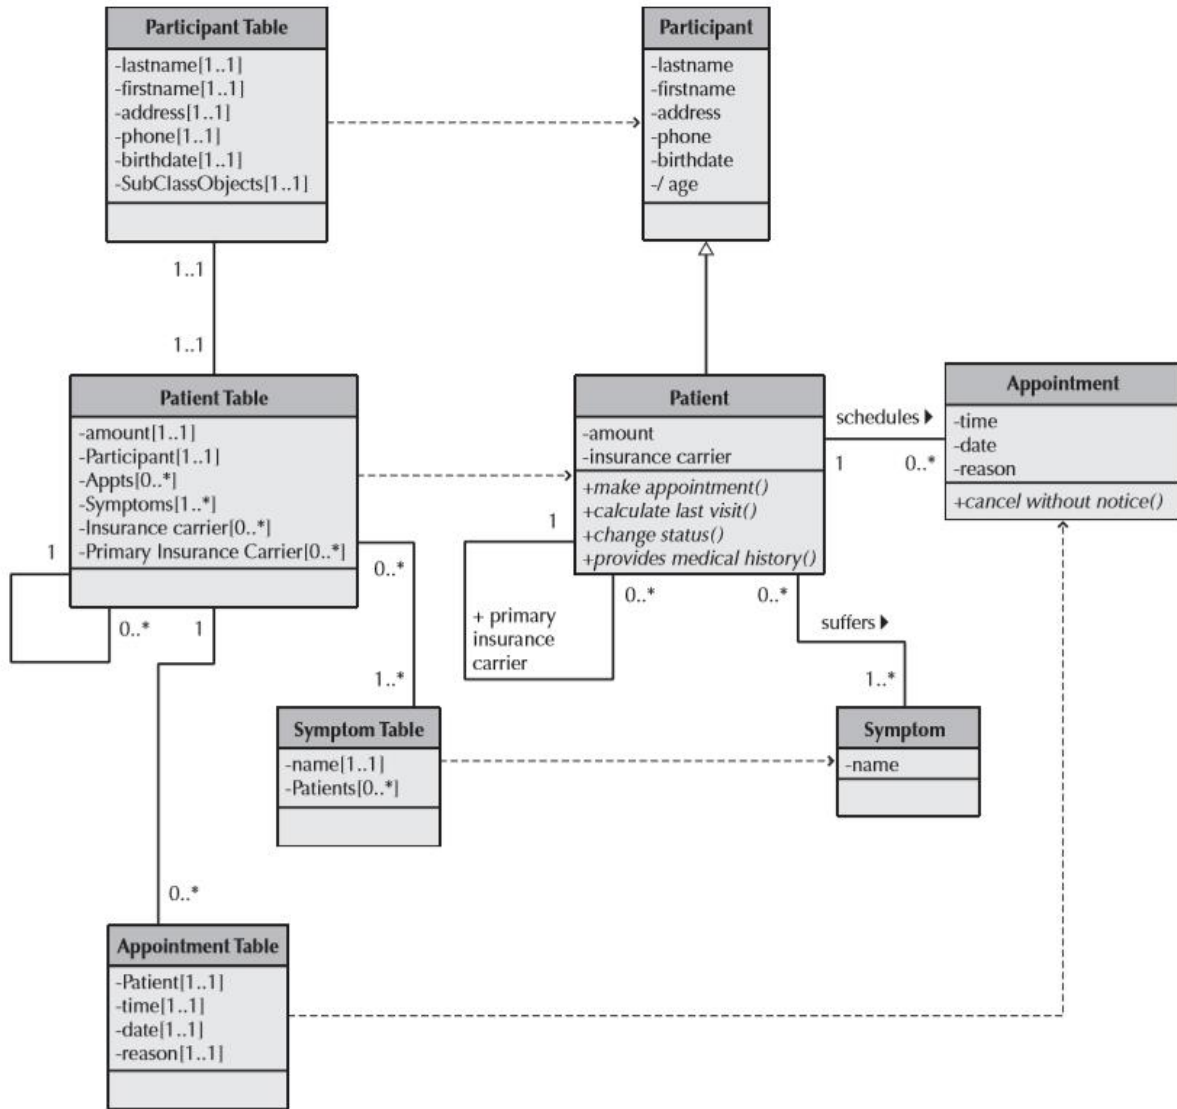 Participant Table
-lastname[1..1]
-firstname[1..1]
-address[1..1]
-phone[1..1]
-birthdate[1..1]
-SubClassObjects[1..1]
Participant
-lastname
-firstname
-address
-phone
-birthdate
-/ age
1..1
1..1
Patient Table
-amount[1..1]
-Participant[1..1]
-Appts[0..*]
-Symptoms[1..*]
-Insurance carrier[0..*]
-Primary Insurance Carrier[0..*]
1
0..*
1
0..*
1..*
Patient
-amount
-insurance carrier
+make appointment()
+calculate last visit()
+change status()
+provides medical history()
schedules
1
0..*
Appointment
-time
-date
-reason
+cancel without notice()
1
0..*
+ primary
insurance
carrier
0..*
suffers
1..*
Symptom Table
-name[1..1]
-Patients[0..*]
Symptom
-name
0..*
Appointment Table
-Patient[1..1]
-time[1..1]
-date[1..1]
-reason[1..1]